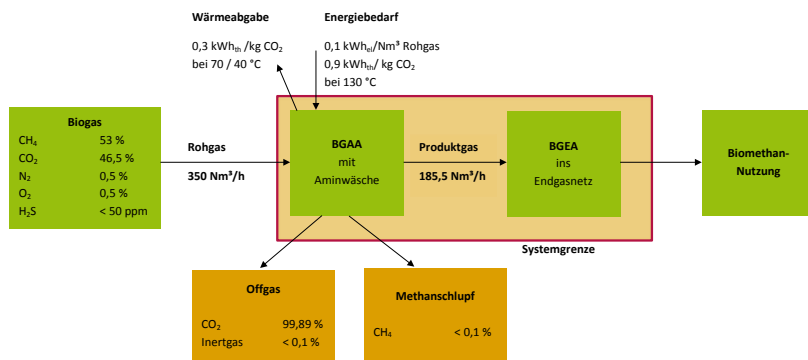 Wärmeabgabe
0,3 kWhth /kg CO₂
bei 70 / 40 °C
Energiebedarf
0,1 kWhel/Nm³ Rohgas
0,9 kWhth/ kg CO₂
bei 130 °C
Biogas
CH₄ 53 %
CO₂ 46,5 %
N₂ 0,5 %
O₂ 0,5 %
H₂S < 50 ppm
Rohgas
350 Nm³/h
BGAA
mit
Aminwäsche
Produktgas
185,5 Nm³/h
BGEA
ins
Endgasnetz
Biomethan-
Nutzung
Systemgrenze
Offgas
CO₂ 99,89 %
Inertgas < 0,1 %
Methanschlupf
CH₄ < 0,1 %